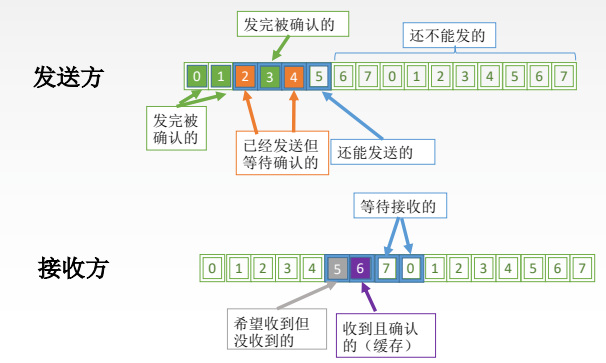 发完被确认的
还不能发的
发送方
0 1 2 3 4 5 6 7 0 1 2 3 4 5 6 7
发完被
确认的
已经发送但
等待确认的
还能发送的
等待接收的
接收方
0 1 2 3 4 5 6 7 0 1 2 3 4 5 6 7
希望收到但
没收到的
收到且确认
的（缓存）